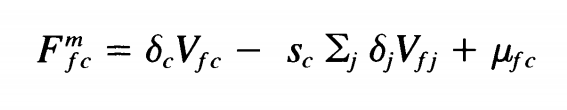 F^m_{fc} = δ_c V_{fc} − s_c Σ_j δ_j V_{fj} + μ_{fc}